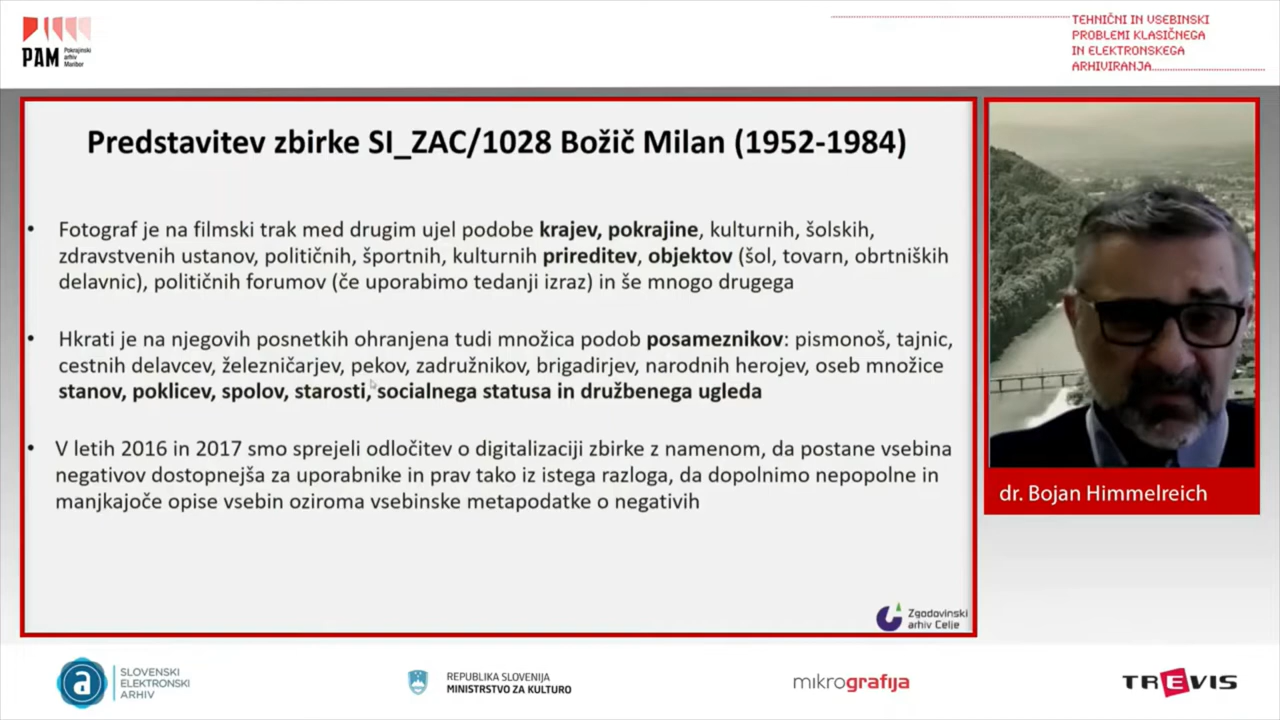 PAM Pokrajinski
arhiv
Maribor
TEHNIČNI IN VSEBINSKI
PROBLEMI KLASIČNEGA
IN ELEKTRONSKEGA
ARHIVIRANJA
Predstavitev zbirke SI_ZAC/1028 Božič Milan (1952-1984)
• Fotograf je na filmski trak med drugim ujel podobe krajev, pokrajine, kulturnih, šolskih,
zdravstvenih ustanov, političnih, športnih, kulturnih prireditev, objektov (šol, tovarn, obrtniških
delavnic), političnih forumov (če uporabimo tedanji izraz) in še mnogo drugega
• Hkrati je na njegovih posnetkih ohranjena tudi množica podob posameznikov: pismonoš, tajnic,
cestnih delavcev, železničarjev, pekov, zadružnikov, brigadirjev, narodnih herojev, oseb množice
stanov, poklicev, spolov, starosti, socialnega statusa in družbenega ugleda
• V letih 2016 in 2017 smo sprejeli odločitev o digitalizaciji zbirke z namenom, da postane vsebina
negativov dostopnejša za uporabnike in prav tako iz istega razloga, da dopolnimo nepopolne in
manjkajoče opise vsebin oziroma vsebinske metapodatke o negativih
Zgodovinski
arhiv Celje
dr. Bojan Himmelreich
a SLOVENSKI
ELEKTRONSKI
ARHIV
REPUBLIKA SLOVENIJA
MINISTRSTVO ZA KULTURO
mikrografija
TREVIS